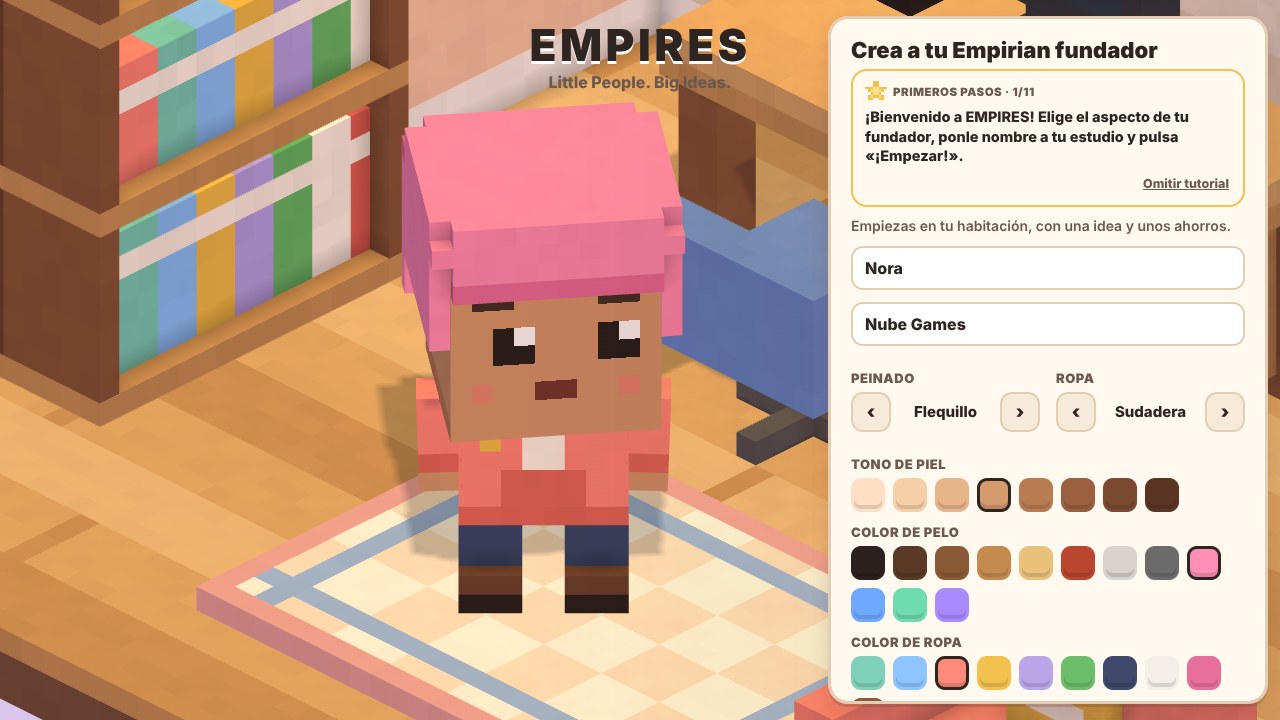 EMPIRES
Little People. Big Ideas.
Crea a tu Empirian fundador
PRIMEROS PASOS · 1/11
¡Bienvenido a EMPIRES! Elige el aspecto de tu
fundador, ponle nombre a tu estudio y pulsa
«¡Empezar!».
Omitir tutorial
Empiezas en tu habitación, con una idea y unos ahorros.
Nora
Nube Games
PEINADO
ROPA
‹ Flequillo ›
‹ Sudadera ›
TONO DE PIEL
COLOR DE PELO
COLOR DE ROPA